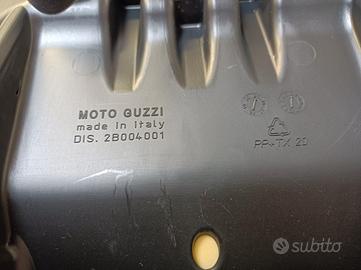 MOTO GUZZI
made in italy
DIS. 2B004001
PP+TX 20
subito